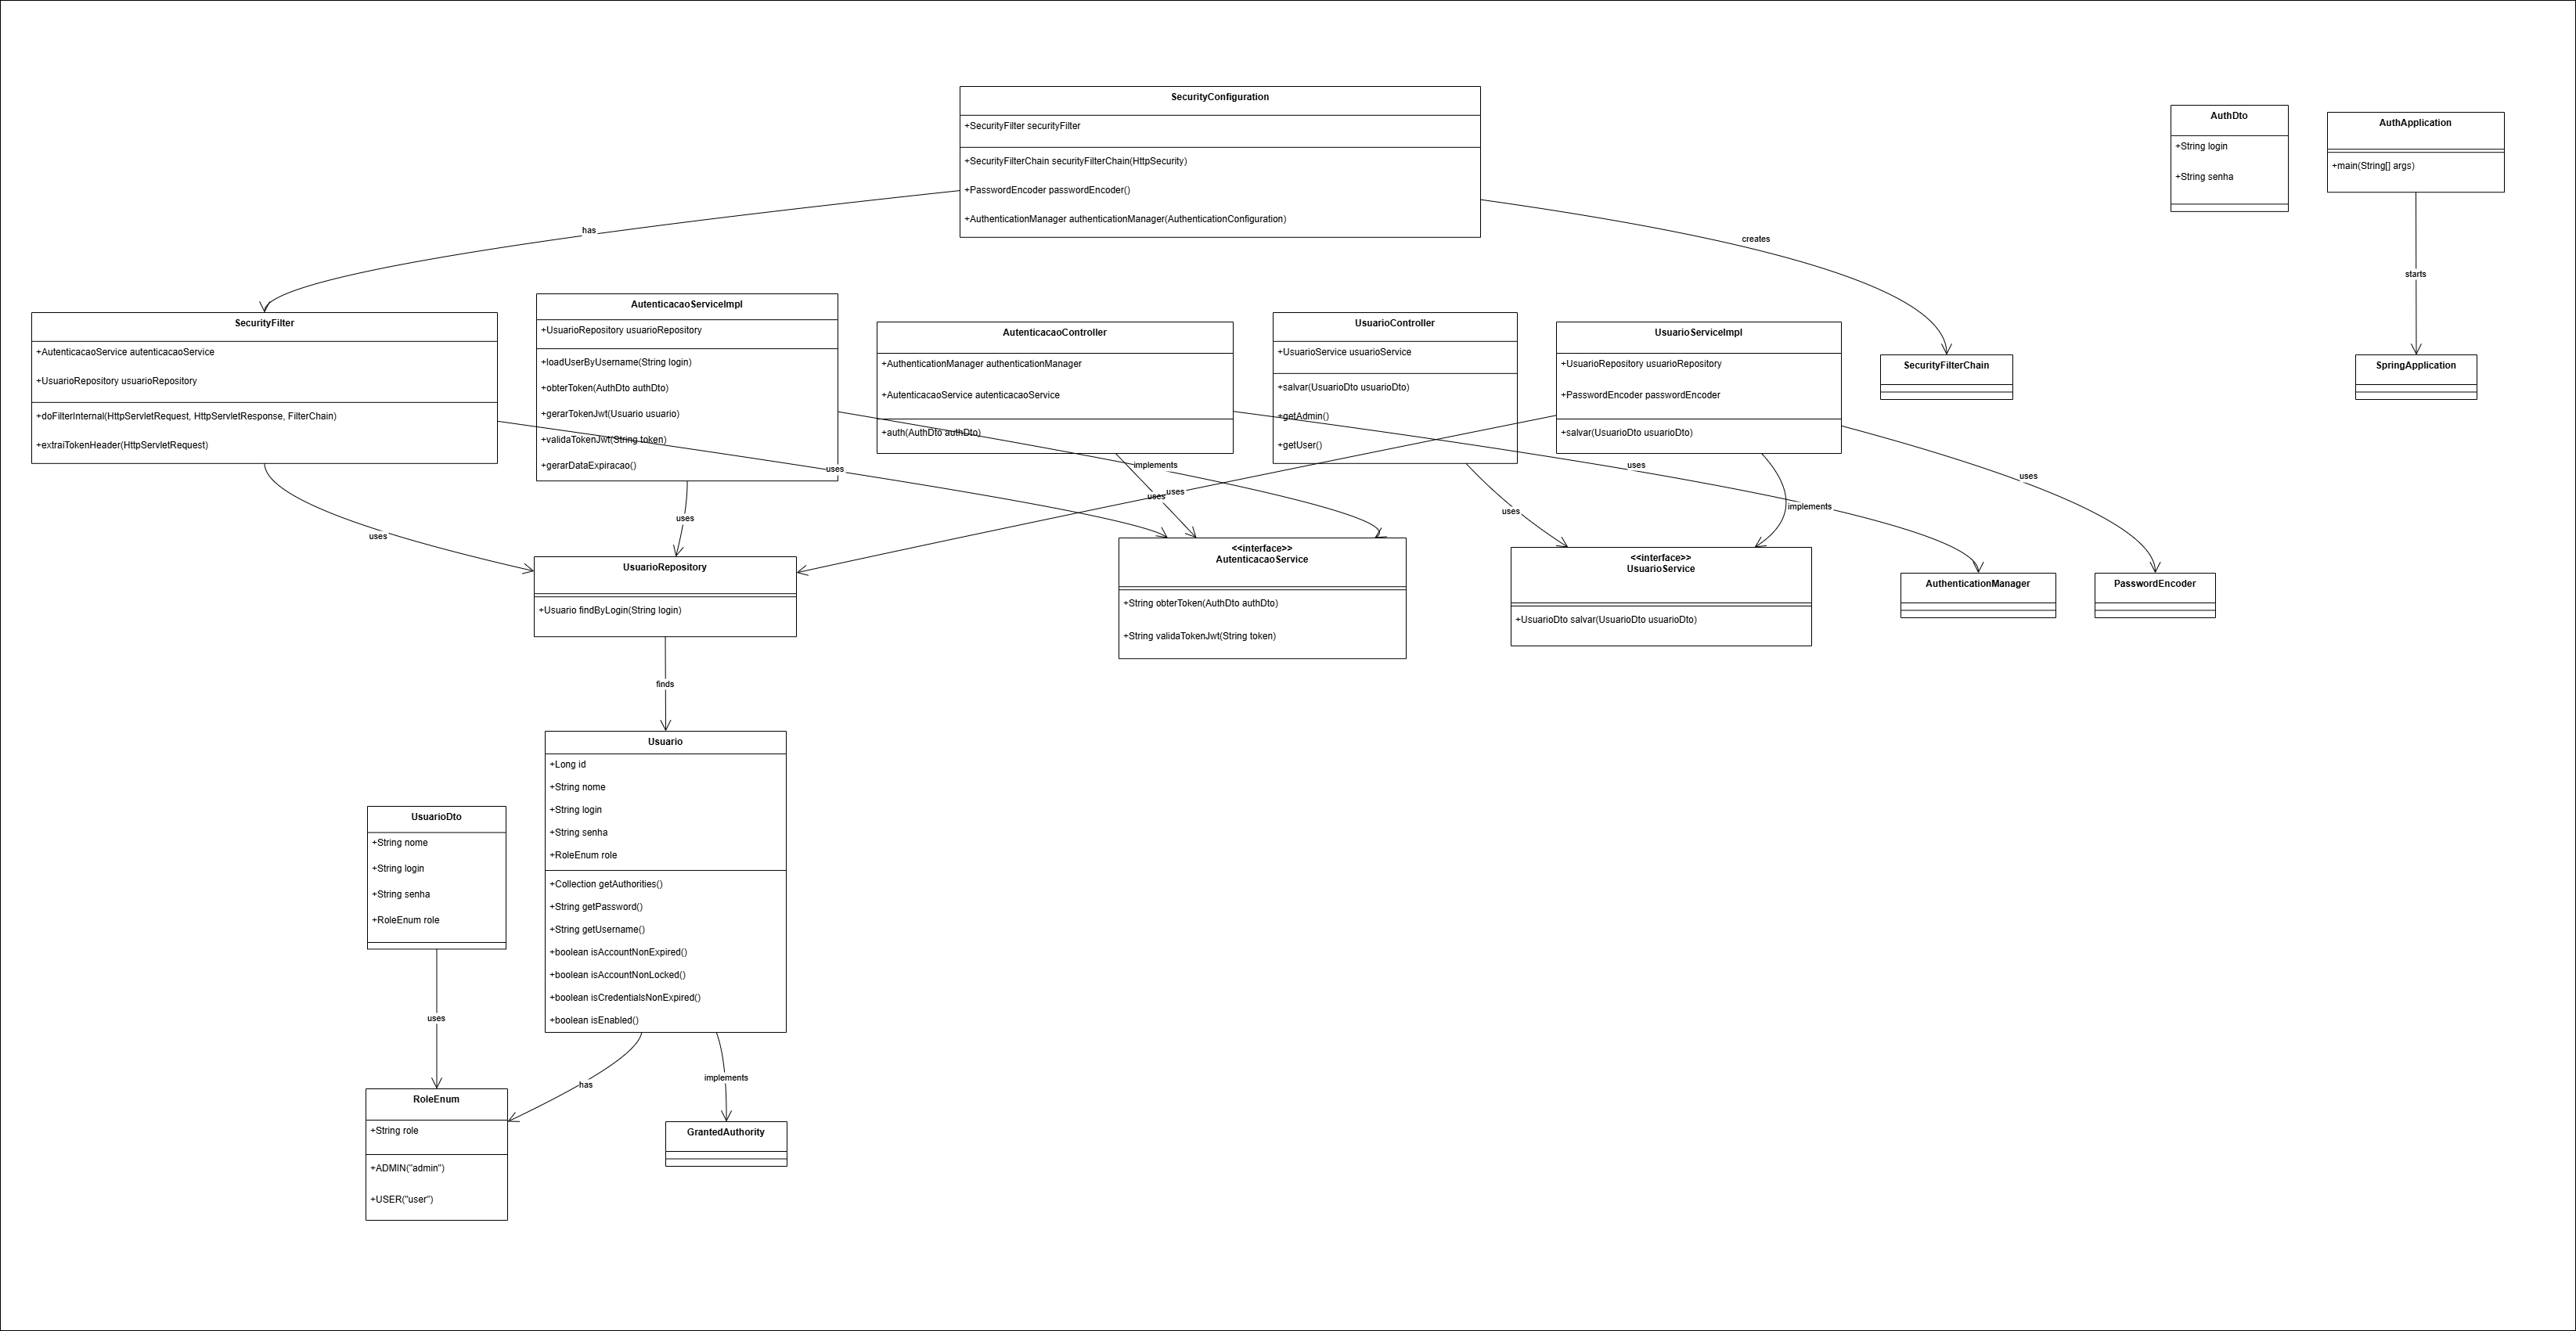 SecurityConfiguration
+SecurityFilter securityFilter
+SecurityFilterChain securityFilterChain(HttpSecurity)
+PasswordEncoder passwordEncoder()
+AuthenticationManager authenticationManager(AuthenticationConfiguration)
AuthDto
+String login
+String senha
AuthApplication
+main(String[] args)
has
creates
starts
SecurityFilter
+AutenticacaoService autenticacaoService
+UsuarioRepository usuarioRepository
+doFilterInternal(HttpServletRequest, HttpServletResponse, FilterChain)
+extraiTokenHeader(HttpServletRequest)
AutenticacaoServiceImpl
+UsuarioRepository usuarioRepository
+loadUserByUsername(String login)
+obterToken(AuthDto authDto)
+gerarTokenJwt(Usuario usuario)
+validaTokenJwt(String token)
+gerarDataExpiracao()
AutenticacaoController
+AuthenticationManager authenticationManager
+AutenticacaoService autenticacaoService
+auth(AuthDto authDto)
UsuarioController
+UsuarioService usuarioService
+salvar(UsuarioDto usuarioDto)
+getAdmin()
+getUser()
UsuarioServiceImpl
+UsuarioRepository usuarioRepository
+PasswordEncoder passwordEncoder
+salvar(UsuarioDto usuarioDto)
SecurityFilterChain
SpringApplication
uses
implements
uses
uses
uses
uses
uses
implements
uses
uses
UsuarioRepository
+Usuario findByLogin(String login)
<<interface>>
AutenticacaoService
+String obterToken(AuthDto authDto)
+String validaTokenJwt(String token)
<<interface>>
UsuarioService
+UsuarioDto salvar(UsuarioDto usuarioDto)
AuthenticationManager
PasswordEncoder
finds
Usuario
+Long id
+String nome
+String login
+String senha
+RoleEnum role
+Collection getAuthorities()
+String getPassword()
+String getUsername()
+boolean isAccountNonExpired()
+boolean isAccountNonLocked()
+boolean isCredentialsNonExpired()
+boolean isEnabled()
UsuarioDto
+String nome
+String login
+String senha
+RoleEnum role
uses
has
implements
RoleEnum
+String role
+ADMIN("admin")
+USER("user")
GrantedAuthority